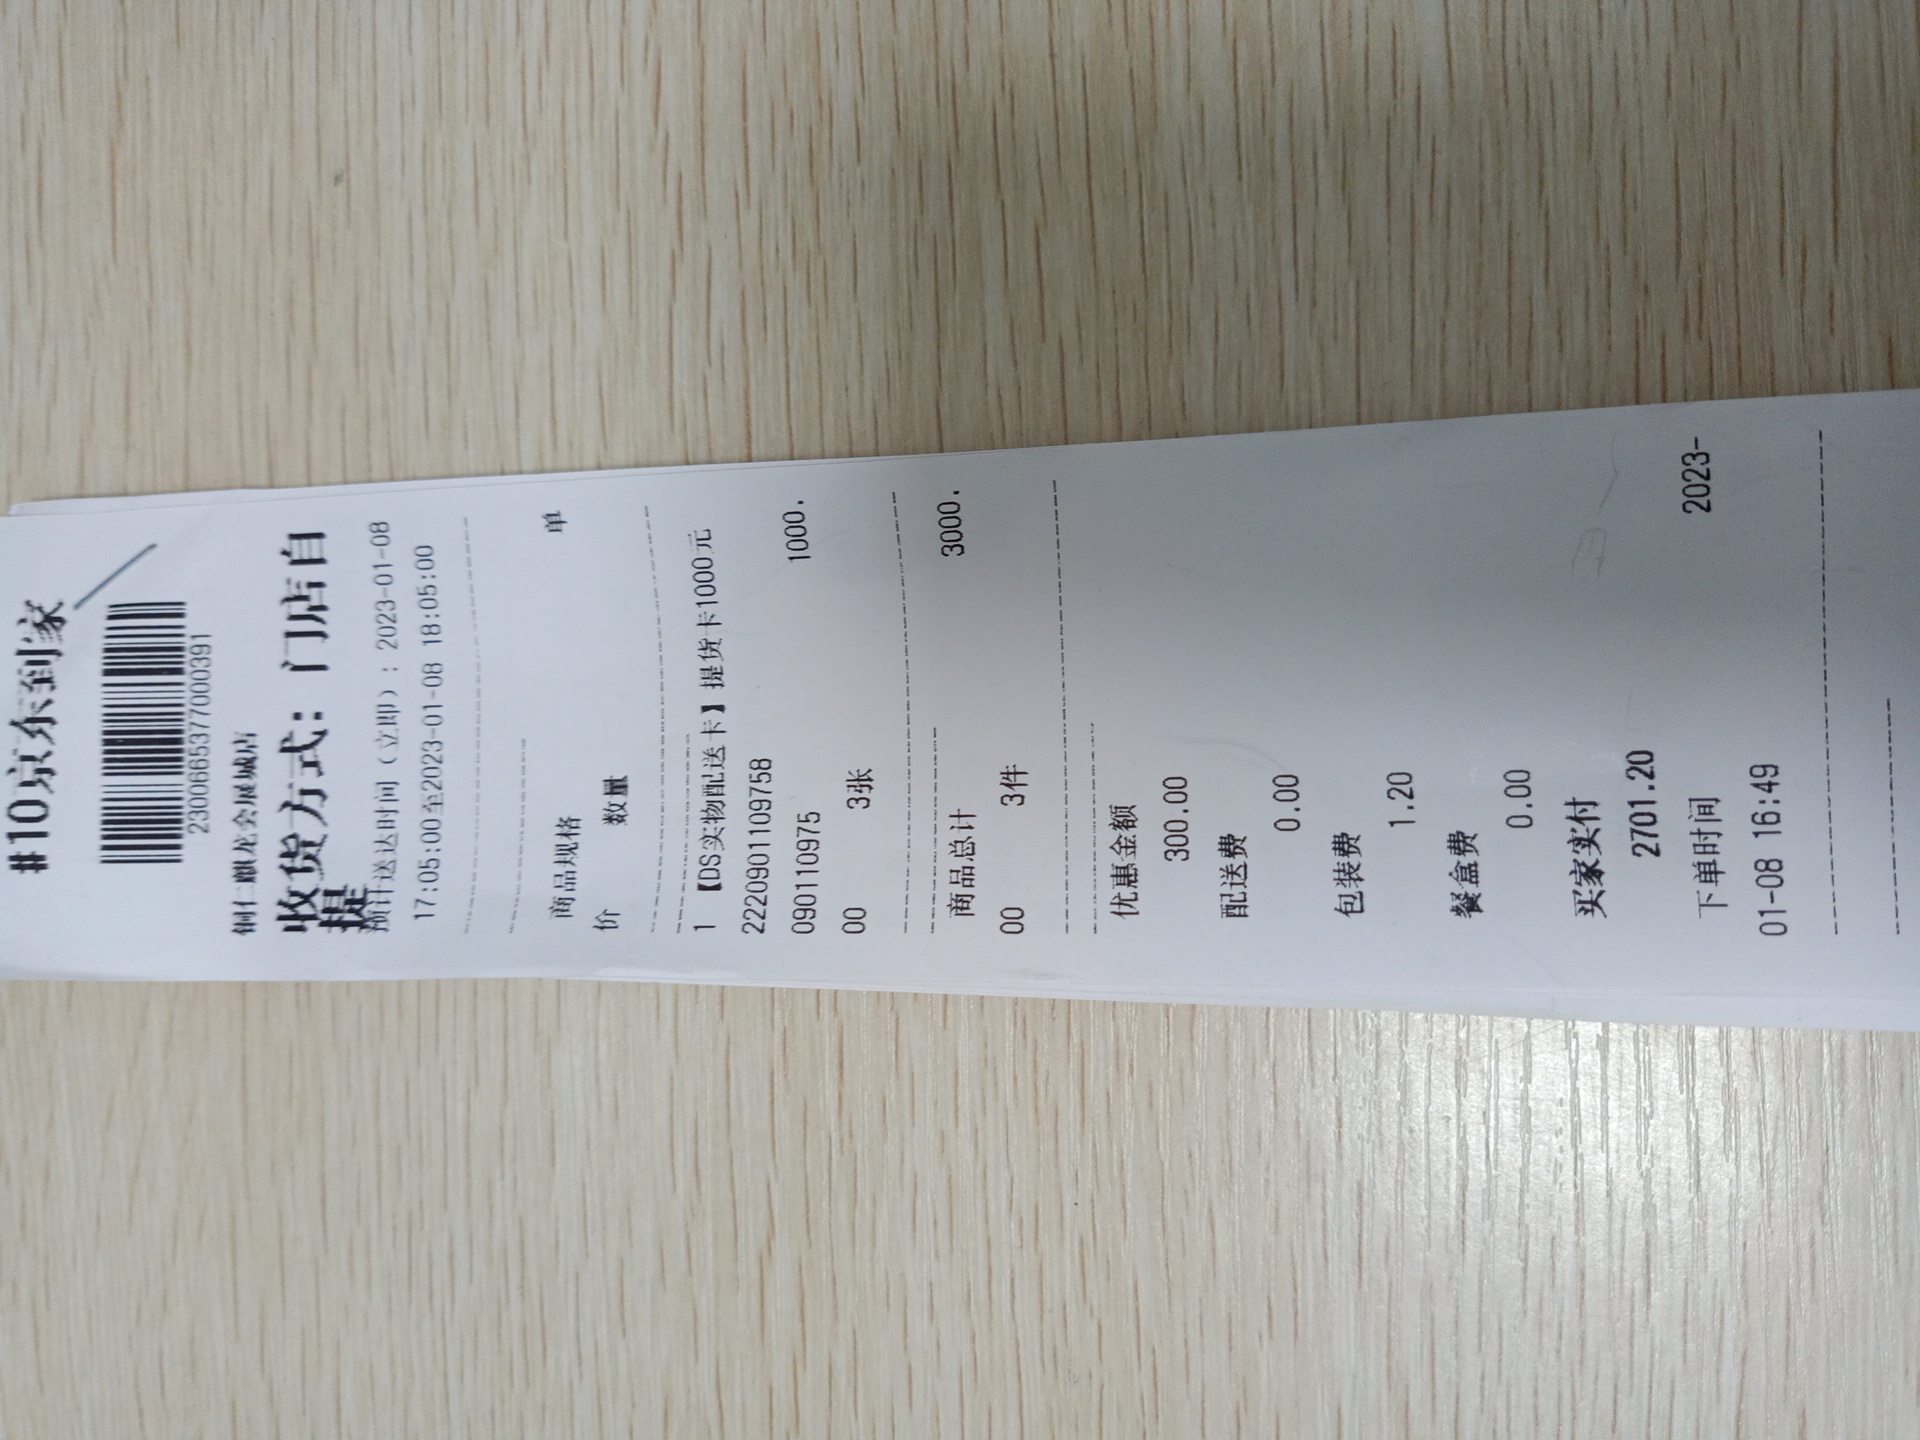 #10京东到家
2300665377000391
铜仁麒龙会展城店
收货方式：门店自
提
预计送达时间（立即）：2023-01-08
17:05:00至2023-01-08 18:05:00
商品规格 单
价 数量
1 【DS实物配送卡】提货卡1000元
2220901109758
090110975 1000.
00 3张
商品总计 3000.
00 3件
优惠金额
300.00
配送费
0.00
包装费
1.20
餐盒费
0.00
买家实付
2701.20
下单时间 2023-
01-08 16:49